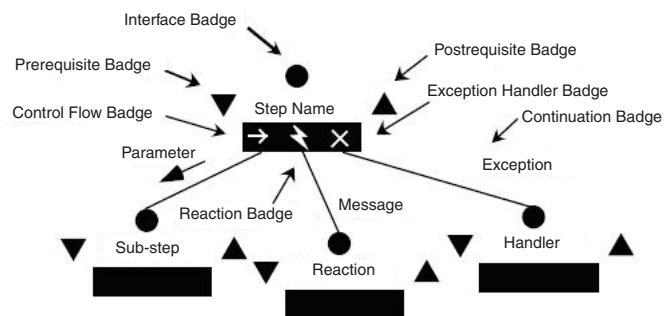 Interface Badge
Prerequisite Badge
Postrequisite Badge
Control Flow Badge
Step Name
Exception Handler Badge
Continuation Badge
Parameter
Exception
Reaction Badge
Message
Sub-step
Reaction
Handler